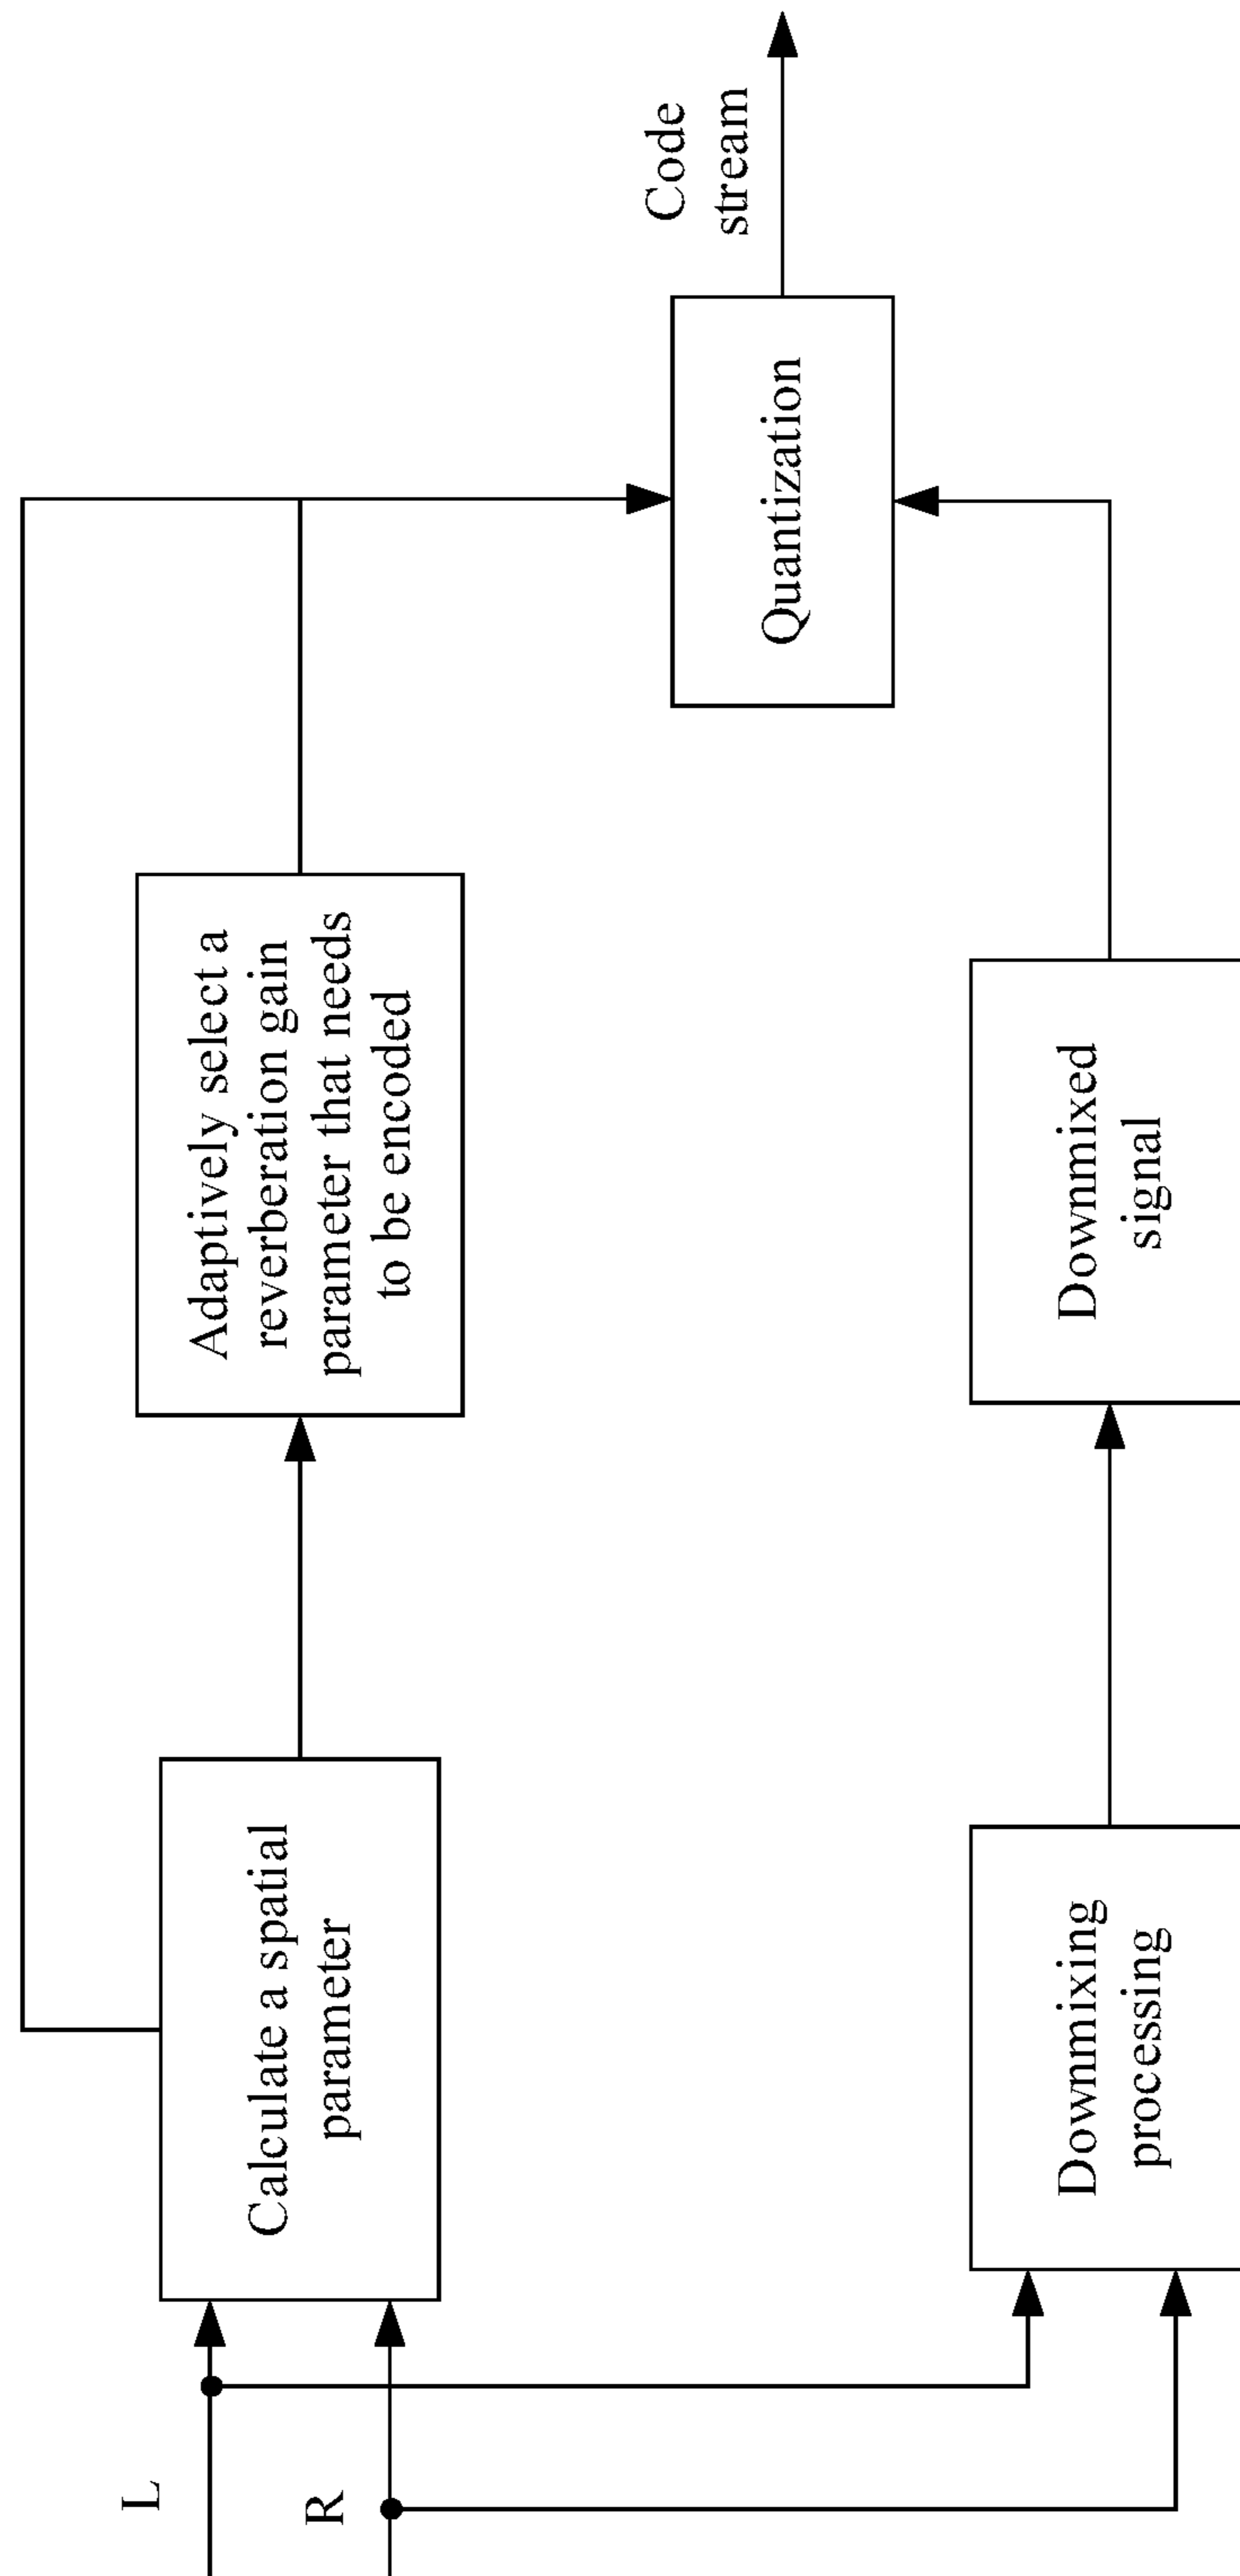 L
R
Calculate a spatial
parameter
Adaptively select a
reverberation gain
parameter that needs
to be encoded
Downmixing
processing
Downmixed
signal
Quantization
Code
stream